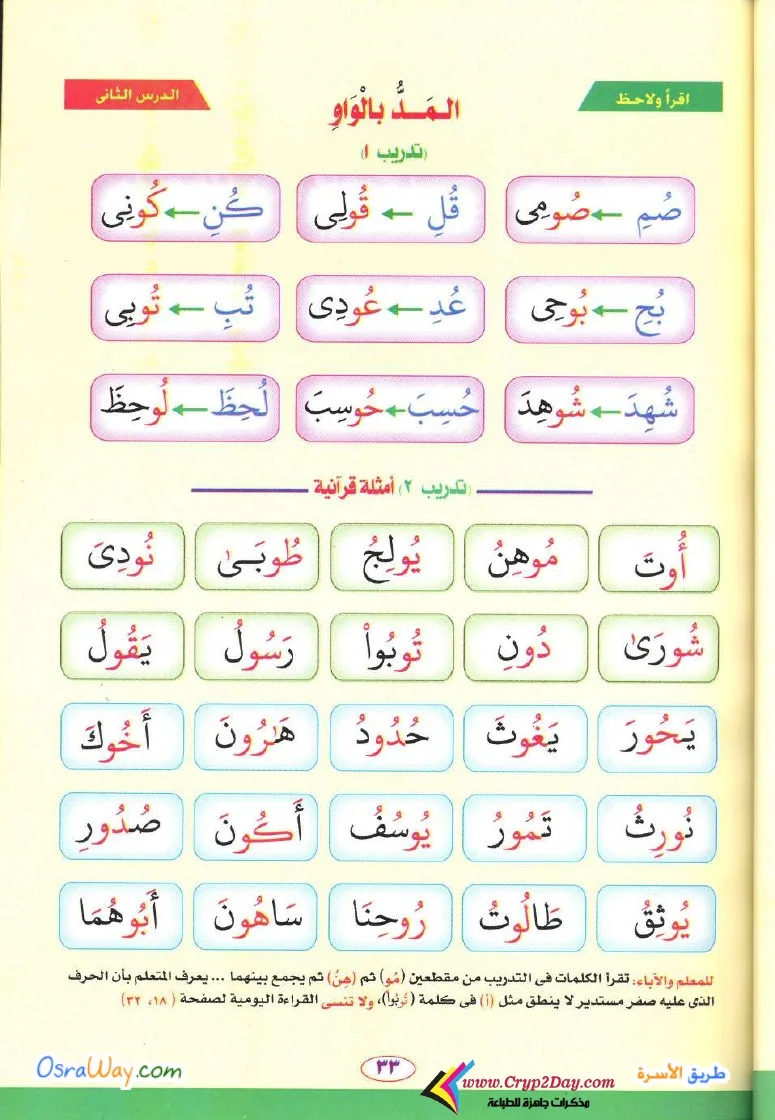 اقرأ ولاحظ
الدرس الثانى
الـمَـــدُّ بالْوَاوِ
(تدريب ١)
صُمِ ← صُومِى قُلِ ← قُولِى كُنِ ← كُونِى
بُحِ ← بُوحِى عُدِ ← عُودِى تُبِ ← تُوبِى
شُهِدَ ← شُوهِدَ حُسِبَ ← حُوسِبَ لُحِظَ ← لُوحِظَ
(تدريب ٢) أمثلة قرآنية
أُوتَ مُوهِنُ يُولِجُ طُوبَـىٰ نُودِىَ
شُورَىٰ دُونِ تُوبُواْ رَسُولُ يَقُولُ
يَحُورَ يَغُوثَ حُدُودُ هَـٰرُونَ أَخُوكَ
نُورِثُ تَمُورُ يُوسُفُ أَكُونَ صُدُورِ
يُوثِقُ طَالُوتُ رُوحِنَا سَاهُونَ أَبُوهُمَا
للمعلم والآباء: تقرأ الكلمات فى التدريب من مقطعين (مُو) ثم (هِنُ) ثم يجمع بينهما ... يعرف المتعلم بأن الحرف
الذى عليه صفر مستدير لا ينطق مثل (أ) فى كلمة (تُوبُواْ)، ولا تنسى القراءة اليومية لصفحة (١٨، ٣٢)
طريق الأسرة
www.Cryp2Day.com
مذكرات جاهزة للطباعة
٣٣
OsraWay.com